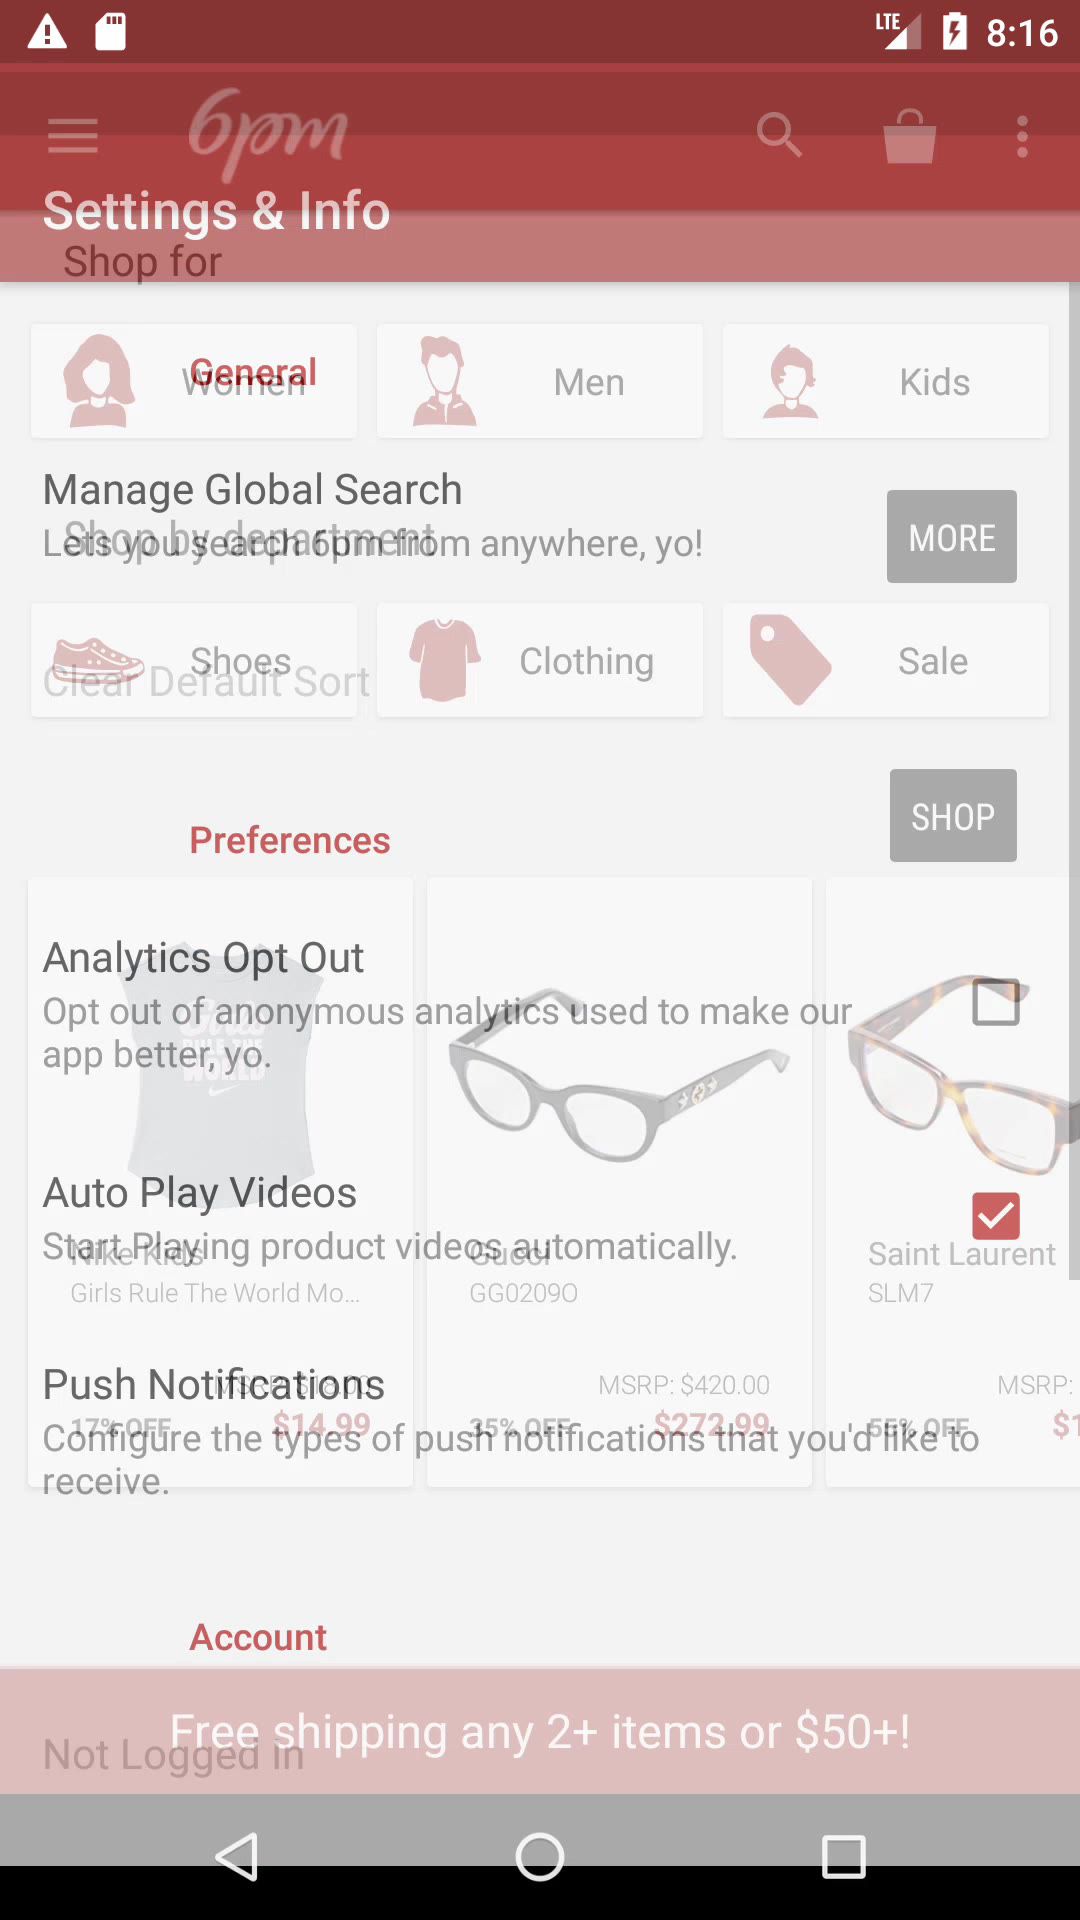 LTE 8:16
6pm
Settings & Info
Shop for
General
Women Men Kids
Manage Global Search
Shop by department
MORE
Lets you search 6pm from anywhere, yo!
Shoes Clothing Sale
Clear Default Sort
SHOP
Preferences
Analytics Opt Out
Opt out of anonymous analytics used to make our
app better, yo.
Girls
RULE THE
WORLD
Auto Play Videos
Start Playing product videos automatically.
Nike Kids Gucci Saint Laurent
Girls Rule The World Mo... GG0209O SLM7
Push Notifications
MSRP: $18.00 MSRP: $420.00 MSRP:
17% OFF $14.99 35% OFF $272.99 55% OFF $1
Configure the types of push notifications that you'd like to
receive.
Account
Free shipping any 2+ items or $50+!
Not Logged in